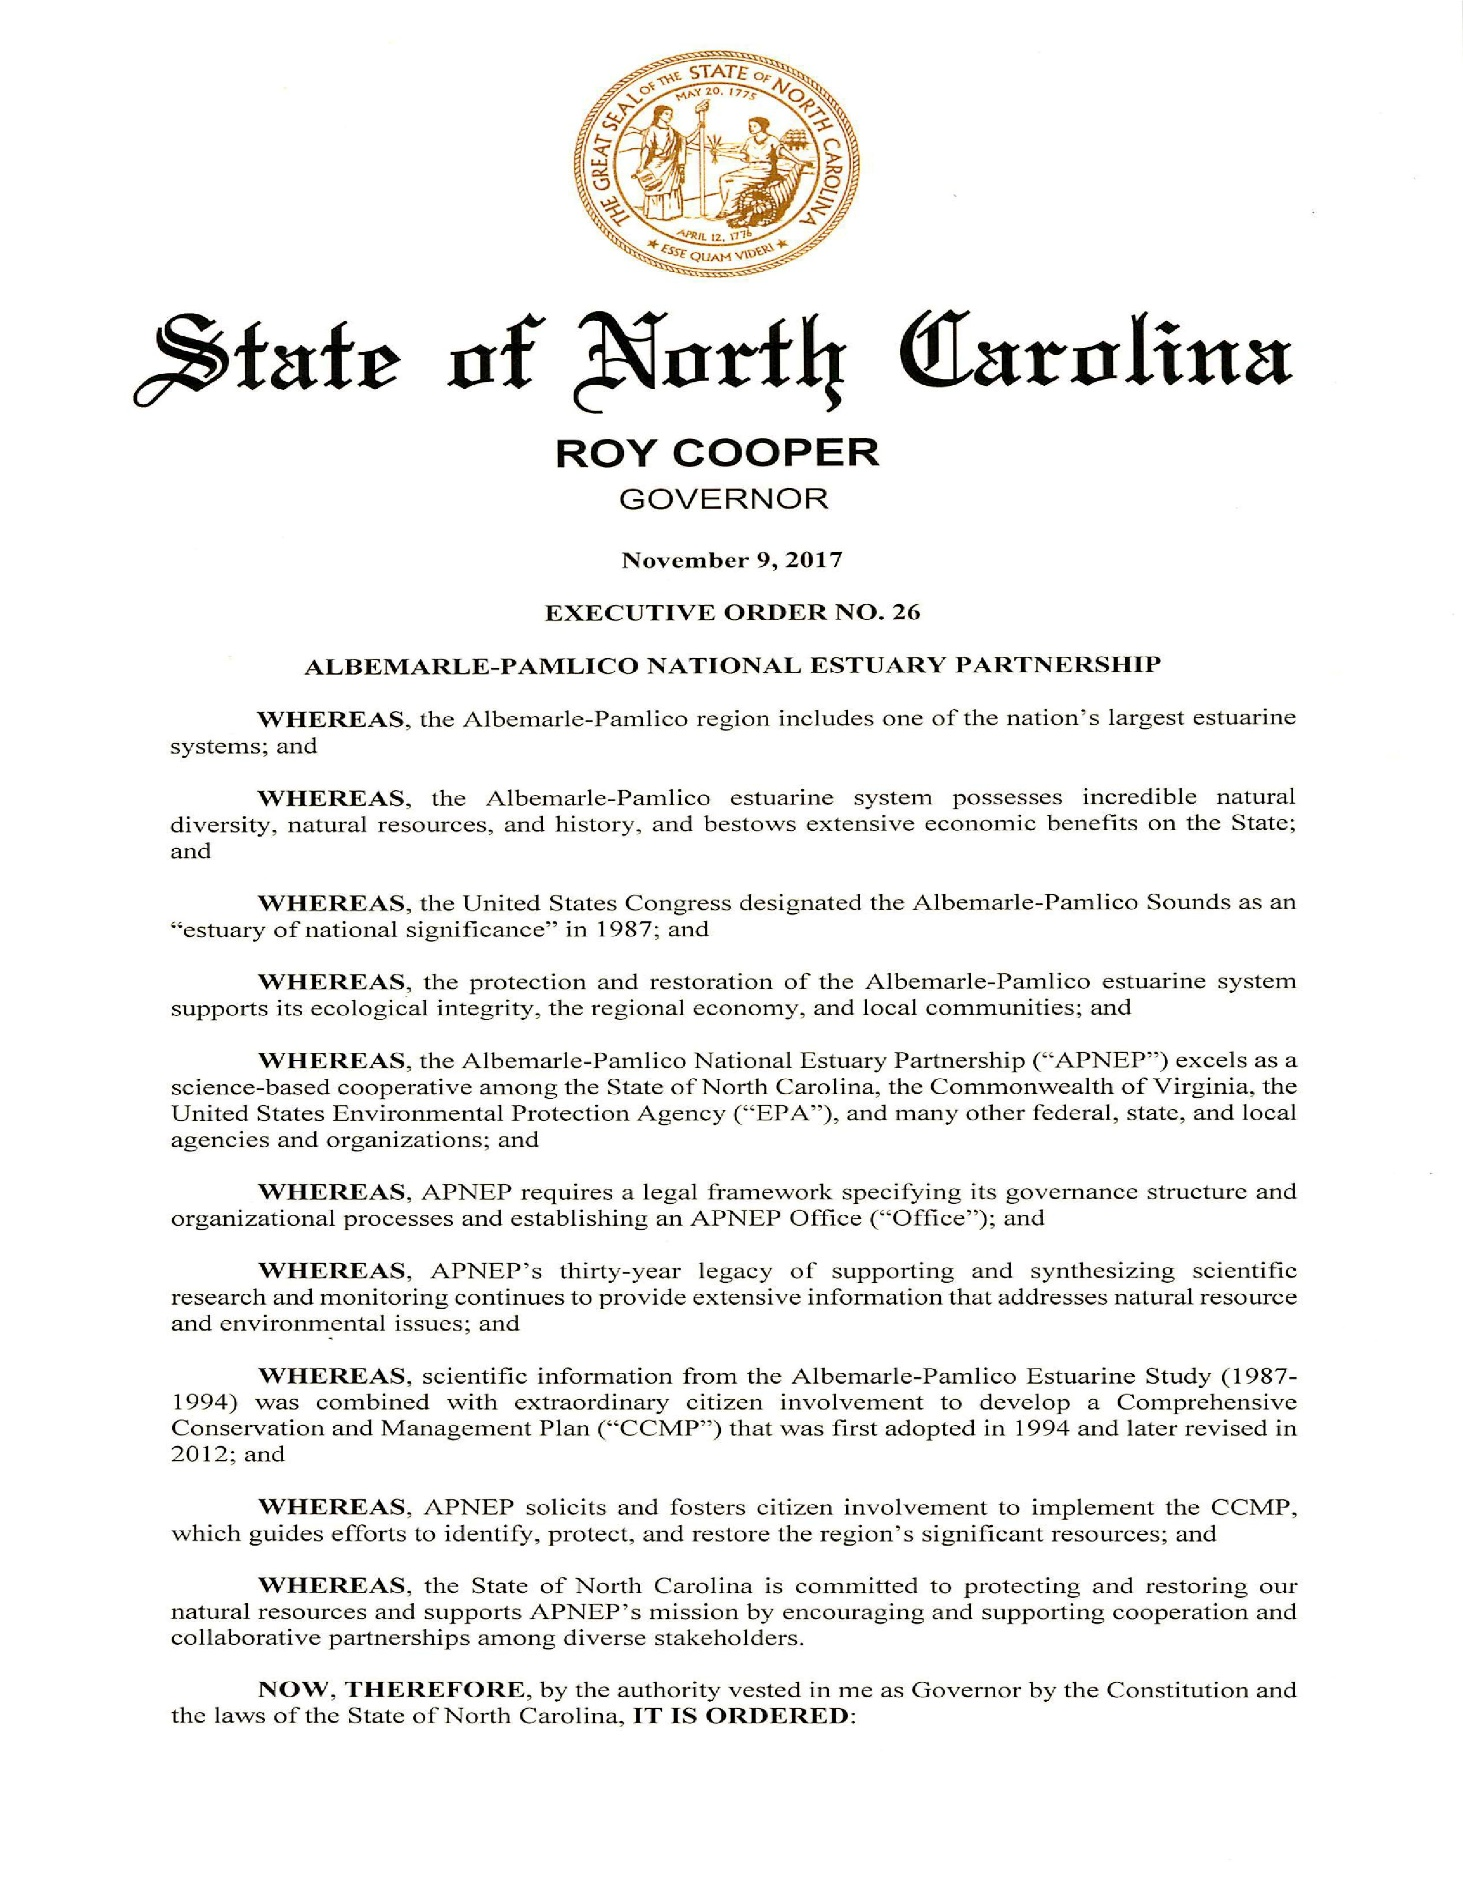 THE GREAT SEAL OF THE STATE OF NORTH CAROLINA
MAY 20, 1775
APRIL 12, 1776
★ ESSE QUAM VIDERI ★
State of North Carolina
ROY COOPER
GOVERNOR
November 9, 2017
EXECUTIVE ORDER NO. 26
ALBEMARLE-PAMLICO NATIONAL ESTUARY PARTNERSHIP
WHEREAS, the Albemarle-Pamlico region includes one of the nation's largest estuarine
systems; and
WHEREAS, the Albemarle-Pamlico estuarine system possesses incredible natural
diversity, natural resources, and history, and bestows extensive economic benefits on the State;
and
WHEREAS, the United States Congress designated the Albemarle-Pamlico Sounds as an
“estuary of national significance” in 1987; and
WHEREAS, the protection and restoration of the Albemarle-Pamlico estuarine system
supports its ecological integrity, the regional economy, and local communities; and
WHEREAS, the Albemarle-Pamlico National Estuary Partnership (“APNEP”) excels as a
science-based cooperative among the State of North Carolina, the Commonwealth of Virginia, the
United States Environmental Protection Agency (“EPA”), and many other federal, state, and local
agencies and organizations; and
WHEREAS, APNEP requires a legal framework specifying its governance structure and
organizational processes and establishing an APNEP Office (“Office”); and
WHEREAS, APNEP's thirty-year legacy of supporting and synthesizing scientific
research and monitoring continues to provide extensive information that addresses natural resource
and environmental issues; and
WHEREAS, scientific information from the Albemarle-Pamlico Estuarine Study (1987-
1994) was combined with extraordinary citizen involvement to develop a Comprehensive
Conservation and Management Plan (“CCMP”) that was first adopted in 1994 and later revised in
2012; and
WHEREAS, APNEP solicits and fosters citizen involvement to implement the CCMP,
which guides efforts to identify, protect, and restore the region's significant resources; and
WHEREAS, the State of North Carolina is committed to protecting and restoring our
natural resources and supports APNEP's mission by encouraging and supporting cooperation and
collaborative partnerships among diverse stakeholders.
NOW, THEREFORE, by the authority vested in me as Governor by the Constitution and
the laws of the State of North Carolina, IT IS ORDERED: